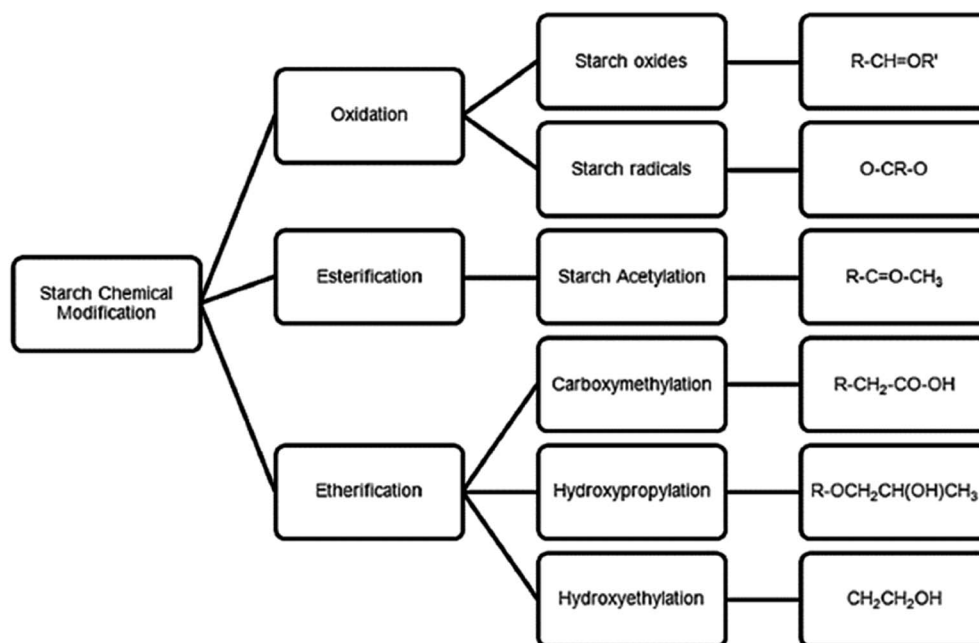 Starch Chemical
Modification
Oxidation
Starch oxides
R-CH=OR'
Starch radicals
O-CR-O
Esterification
Starch Acetylation
R-C=O-CH₃
Etherification
Carboxymethylation
R-CH₂-CO-OH
Hydroxypropylation
R-OCH₂CH(OH)CH₃
Hydroxyethylation
CH₂CH₂OH